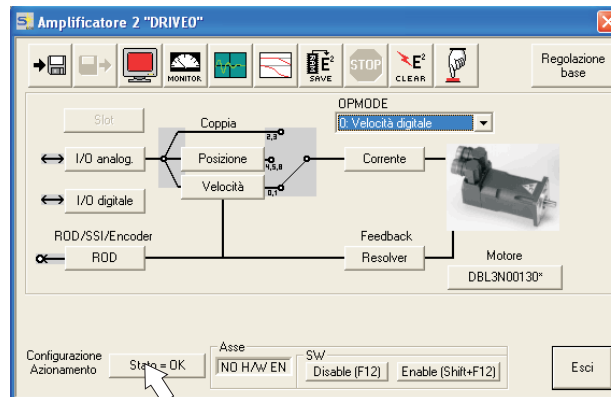 Amplificatore 2 "DRIVE0"
MONITOR
E²
SAVE
STOP
E²
CLEAR
Regolazione
base
OPMODE
0: Velocità digitale
Slot
Coppia
2,3
I/O analog.
Posizione
4,5,8
Corrente
Velocità
0,1
I/O digitale
ROD/SSI/Encoder
ROD
Feedback
Resolver
Motore
DBL3N00130*
Configurazione
Azionamento
Stato = OK
Asse
NO H/W EN
SW
Disable (F12)
Enable (Shift+F12)
Esci